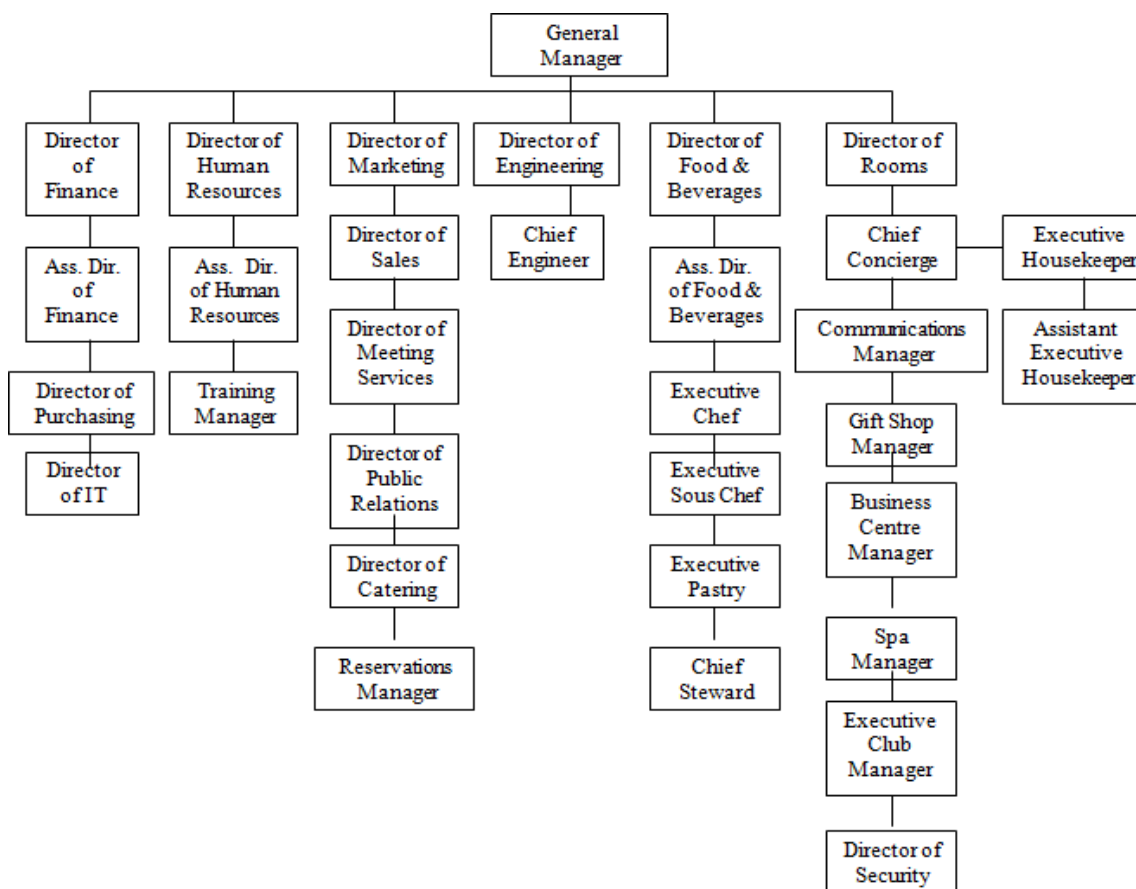 General
Manager
Director
of
Finance
Director of
Human
Resources
Director of
Marketing
Director of
Engineering
Director of
Food &
Beverages
Director of
Rooms
Ass. Dir.
of
Finance
Ass. Dir.
of Human
Resources
Director of
Sales
Chief
Engineer
Ass. Dir.
of Food &
Beverages
Chief
Concierge
Executive
Housekeeper
Director of
Purchasing
Training
Manager
Director of
Meeting
Services
Executive
Chef
Communications
Manager
Assistant
Executive
Housekeeper
Director
of IT
Director of
Public
Relations
Executive
Sous Chef
Gift Shop
Manager
Director of
Catering
Executive
Pastry
Business
Centre
Manager
Reservations
Manager
Chief
Steward
Spa
Manager
Executive
Club
Manager
Director of
Security